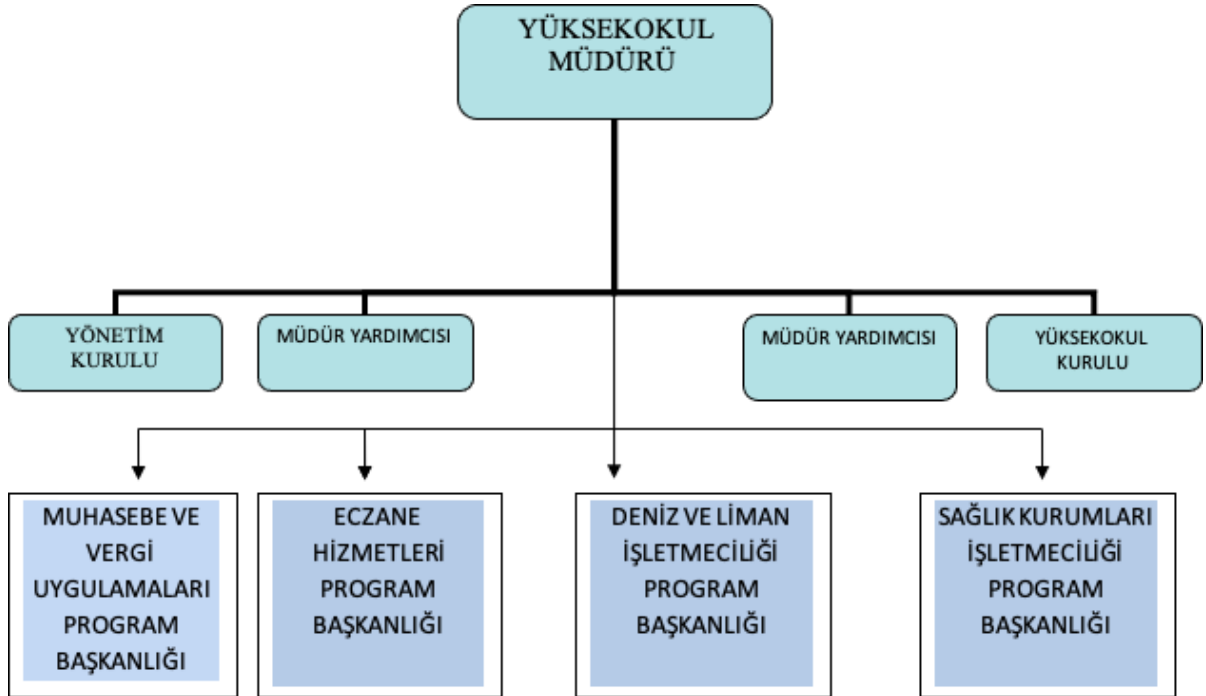 YÜKSEKOKUL
MÜDÜRÜ
YÖNETİM
KURULU
MÜDÜR YARDIMCISI
MÜDÜR YARDIMCISI
YÜKSEKOKUL
KURULU
MUHASEBE VE
VERGİ
UYGULAMALARI
PROGRAM
BAŞKANLIĞI
ECZANE
HİZMETLERİ
PROGRAM
BAŞKANLIĞI
DENİZ VE LİMAN
İŞLETMECİLİĞİ
PROGRAM
BAŞKANLIĞI
SAĞLIK KURUMLARI
İŞLETMECİLİĞİ
PROGRAM
BAŞKANLIĞI